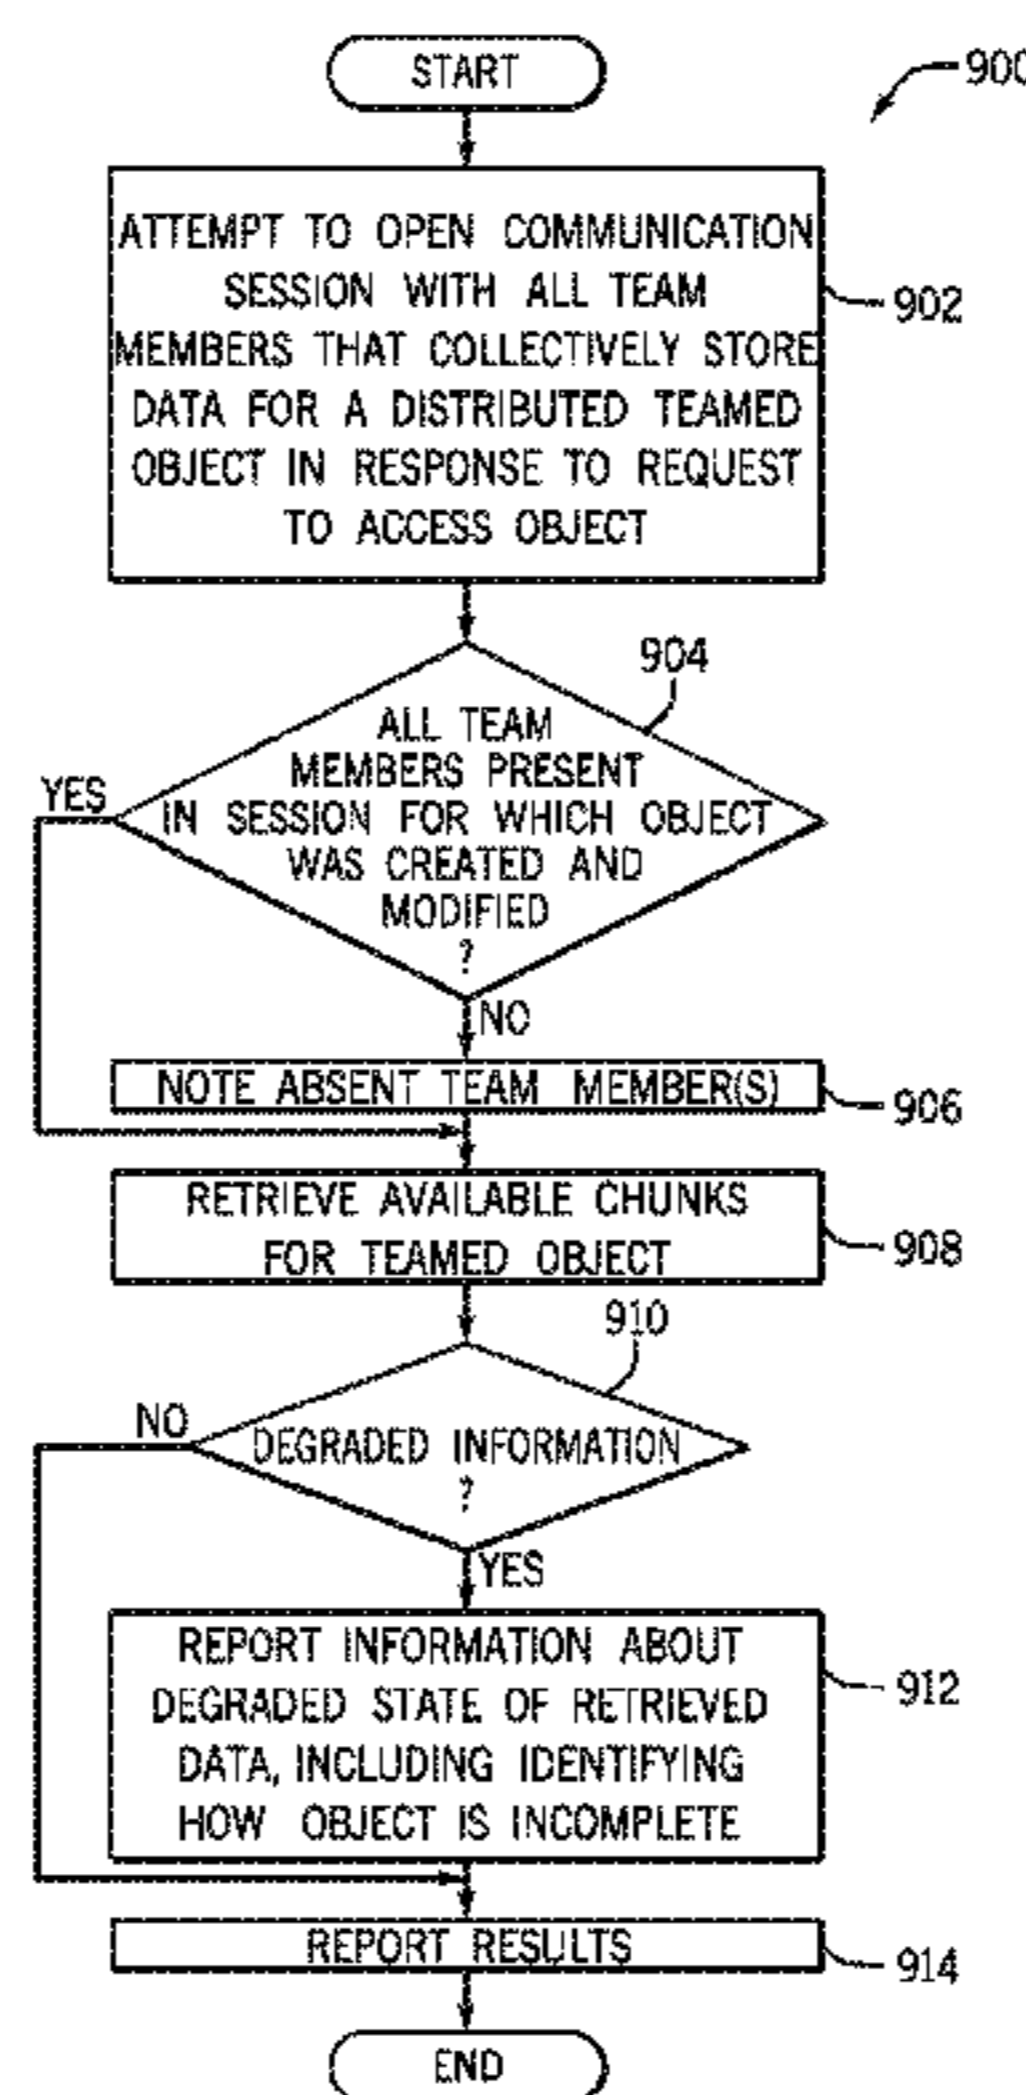 START
900
ATTEMPT TO OPEN COMMUNICATION
SESSION WITH ALL TEAM
MEMBERS THAT COLLECTIVELY STORE
DATA FOR A DISTRIBUTED TEAMED
OBJECT IN RESPONSE TO REQUEST
TO ACCESS OBJECT
902
904
ALL TEAM
MEMBERS PRESENT
IN SESSION FOR WHICH OBJECT
WAS CREATED AND
MODIFIED
?
YES
NO
NOTE ABSENT TEAM MEMBER(S)
906
RETRIEVE AVAILABLE CHUNKS
FOR TEAMED OBJECT
908
910
NO
DEGRADED INFORMATION
?
YES
REPORT INFORMATION ABOUT
DEGRADED STATE OF RETRIEVED
DATA, INCLUDING IDENTIFYING
HOW OBJECT IS INCOMPLETE
912
REPORT RESULTS
914
END